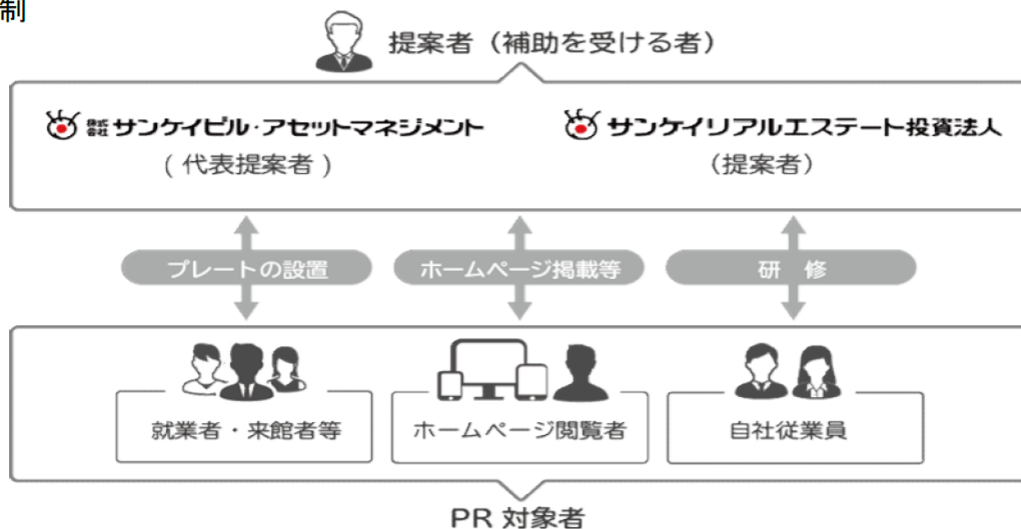 制
提案者（補助を受ける者）
株式会社 サンケイビル・アセットマネジメント
サンケイリアルエステート投資法人
( 代表提案者 )
（提案者）
プレートの設置
ホームページ掲載等
研 修
就業者・来館者等
ホームページ閲覧者
自社従業員
PR 対象者